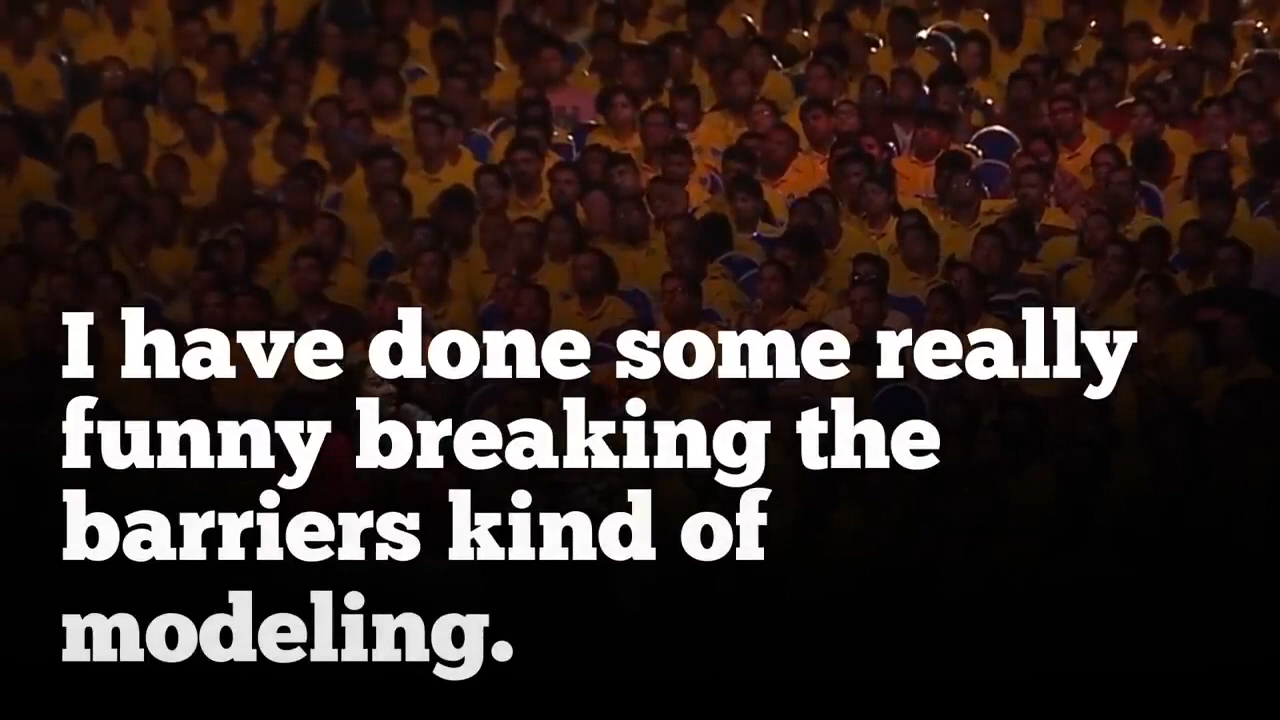 I have done some really
funny breaking the
barriers kind of
modeling.